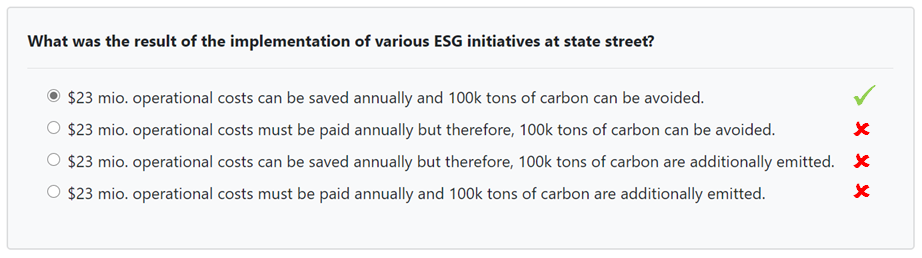 What was the result of the implementation of various ESG initiatives at state street?
$23 mio. operational costs can be saved annually and 100k tons of carbon can be avoided.
$23 mio. operational costs must be paid annually but therefore, 100k tons of carbon can be avoided.
$23 mio. operational costs can be saved annually but therefore, 100k tons of carbon are additionally emitted.
$23 mio. operational costs must be paid annually and 100k tons of carbon are additionally emitted.